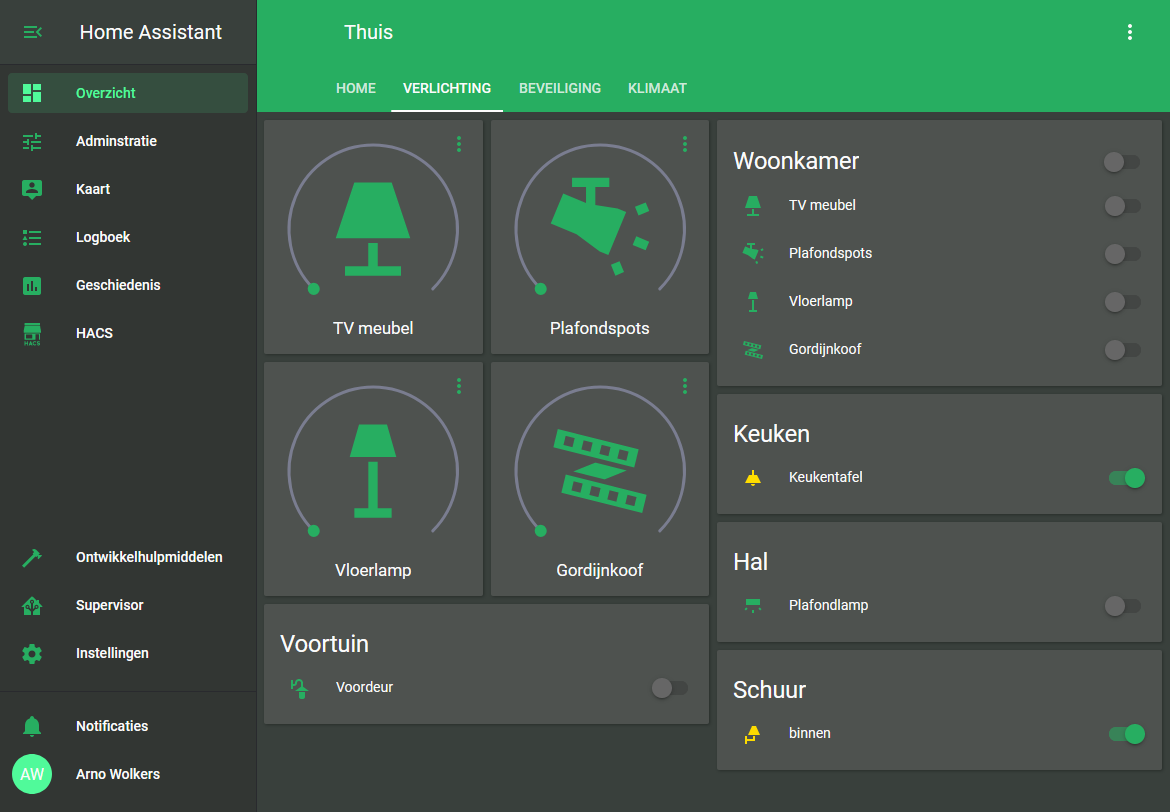 Home Assistant
Overzicht
Adminstratie
Kaart
Logboek
Geschiedenis
HACS
HACS
Ontwikkelhulpmiddelen
Supervisor
Instellingen
Notificaties
AW
Arno Wolkers
Thuis
HOME
VERLICHTING
BEVEILIGING
KLIMAAT
TV meubel
Plafondspots
Vloerlamp
Gordijnkoof
Voortuin
Voordeur
Woonkamer
TV meubel
Plafondspots
Vloerlamp
Gordijnkoof
Keuken
Keukentafel
Hal
Plafondlamp
Schuur
binnen